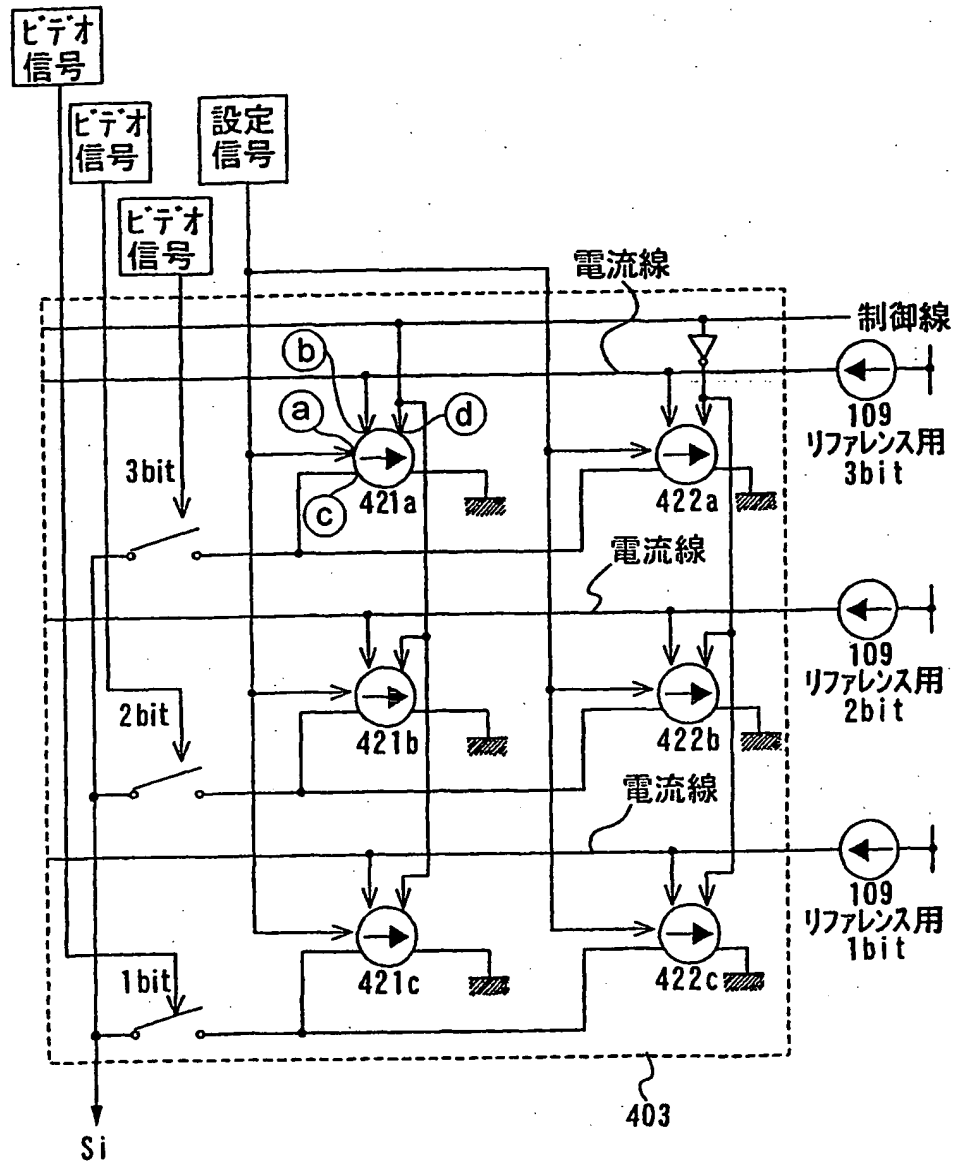 ビデオ
信号
ビデオ
信号
設定
信号
ビデオ
信号
電流線
制御線
b
a
d
c
3bit
421a
422a
109
リファレンス用
3bit
電流線
2bit
421b
422b
109
リファレンス用
2bit
電流線
1bit
421c
422c
109
リファレンス用
1bit
403
Si